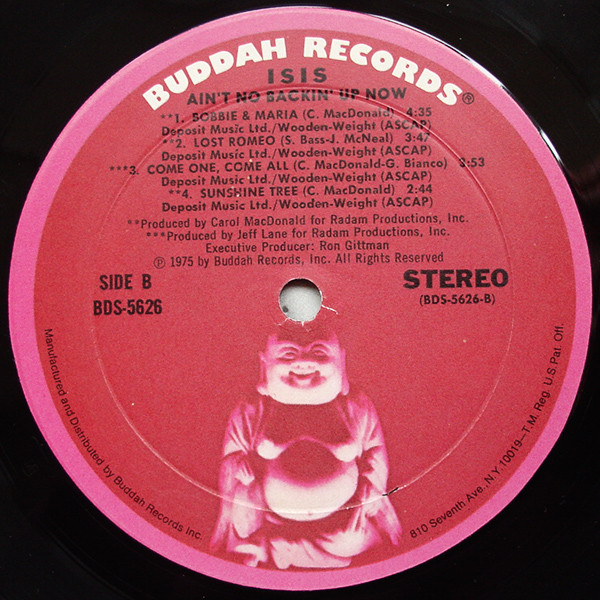 BUDDAH RECORDS®
ISIS
AIN'T NO BACKIN' UP NOW
**1. BOBBIE & MARIA (C. MacDonald) 4:35
Deposit Music Ltd./Wooden-Weight (ASCAP)
**2. LOST ROMEO (S. Bass-J. McNeal) 3:47
Deposit Music Ltd./Wooden-Weight (ASCAP)
***3. COME ONE, COME ALL (C. MacDonald-G. Bianco) 3:53
Deposit Music Ltd./Wooden-Weight (ASCAP)
**4. SUNSHINE TREE (C. MacDonald) 2:44
Deposit Music Ltd./Wooden-Weight (ASCAP)
**Produced by Carol MacDonald for Radam Productions, Inc.
***Produced by Jeff Lane for Radam Productions, Inc.
Executive Producer: Ron Gittman
℗ 1975 by Buddah Records, Inc. All Rights Reserved
SIDE B
BDS-5626
STEREO
(BDS-5626-B)
Manufactured and Distributed by Buddah Records Inc.
810 Seventh Ave., N.Y. 10019–T.M. Reg. U.S. Pat. Off.